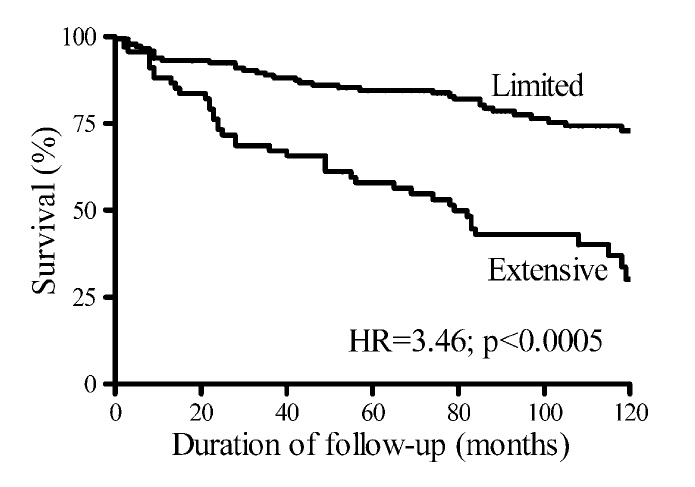 100
Limited
75
Survival (%)
50
Extensive
25
HR=3.46; p<0.0005
0
0 20 40 60 80 100 120
Duration of follow-up (months)